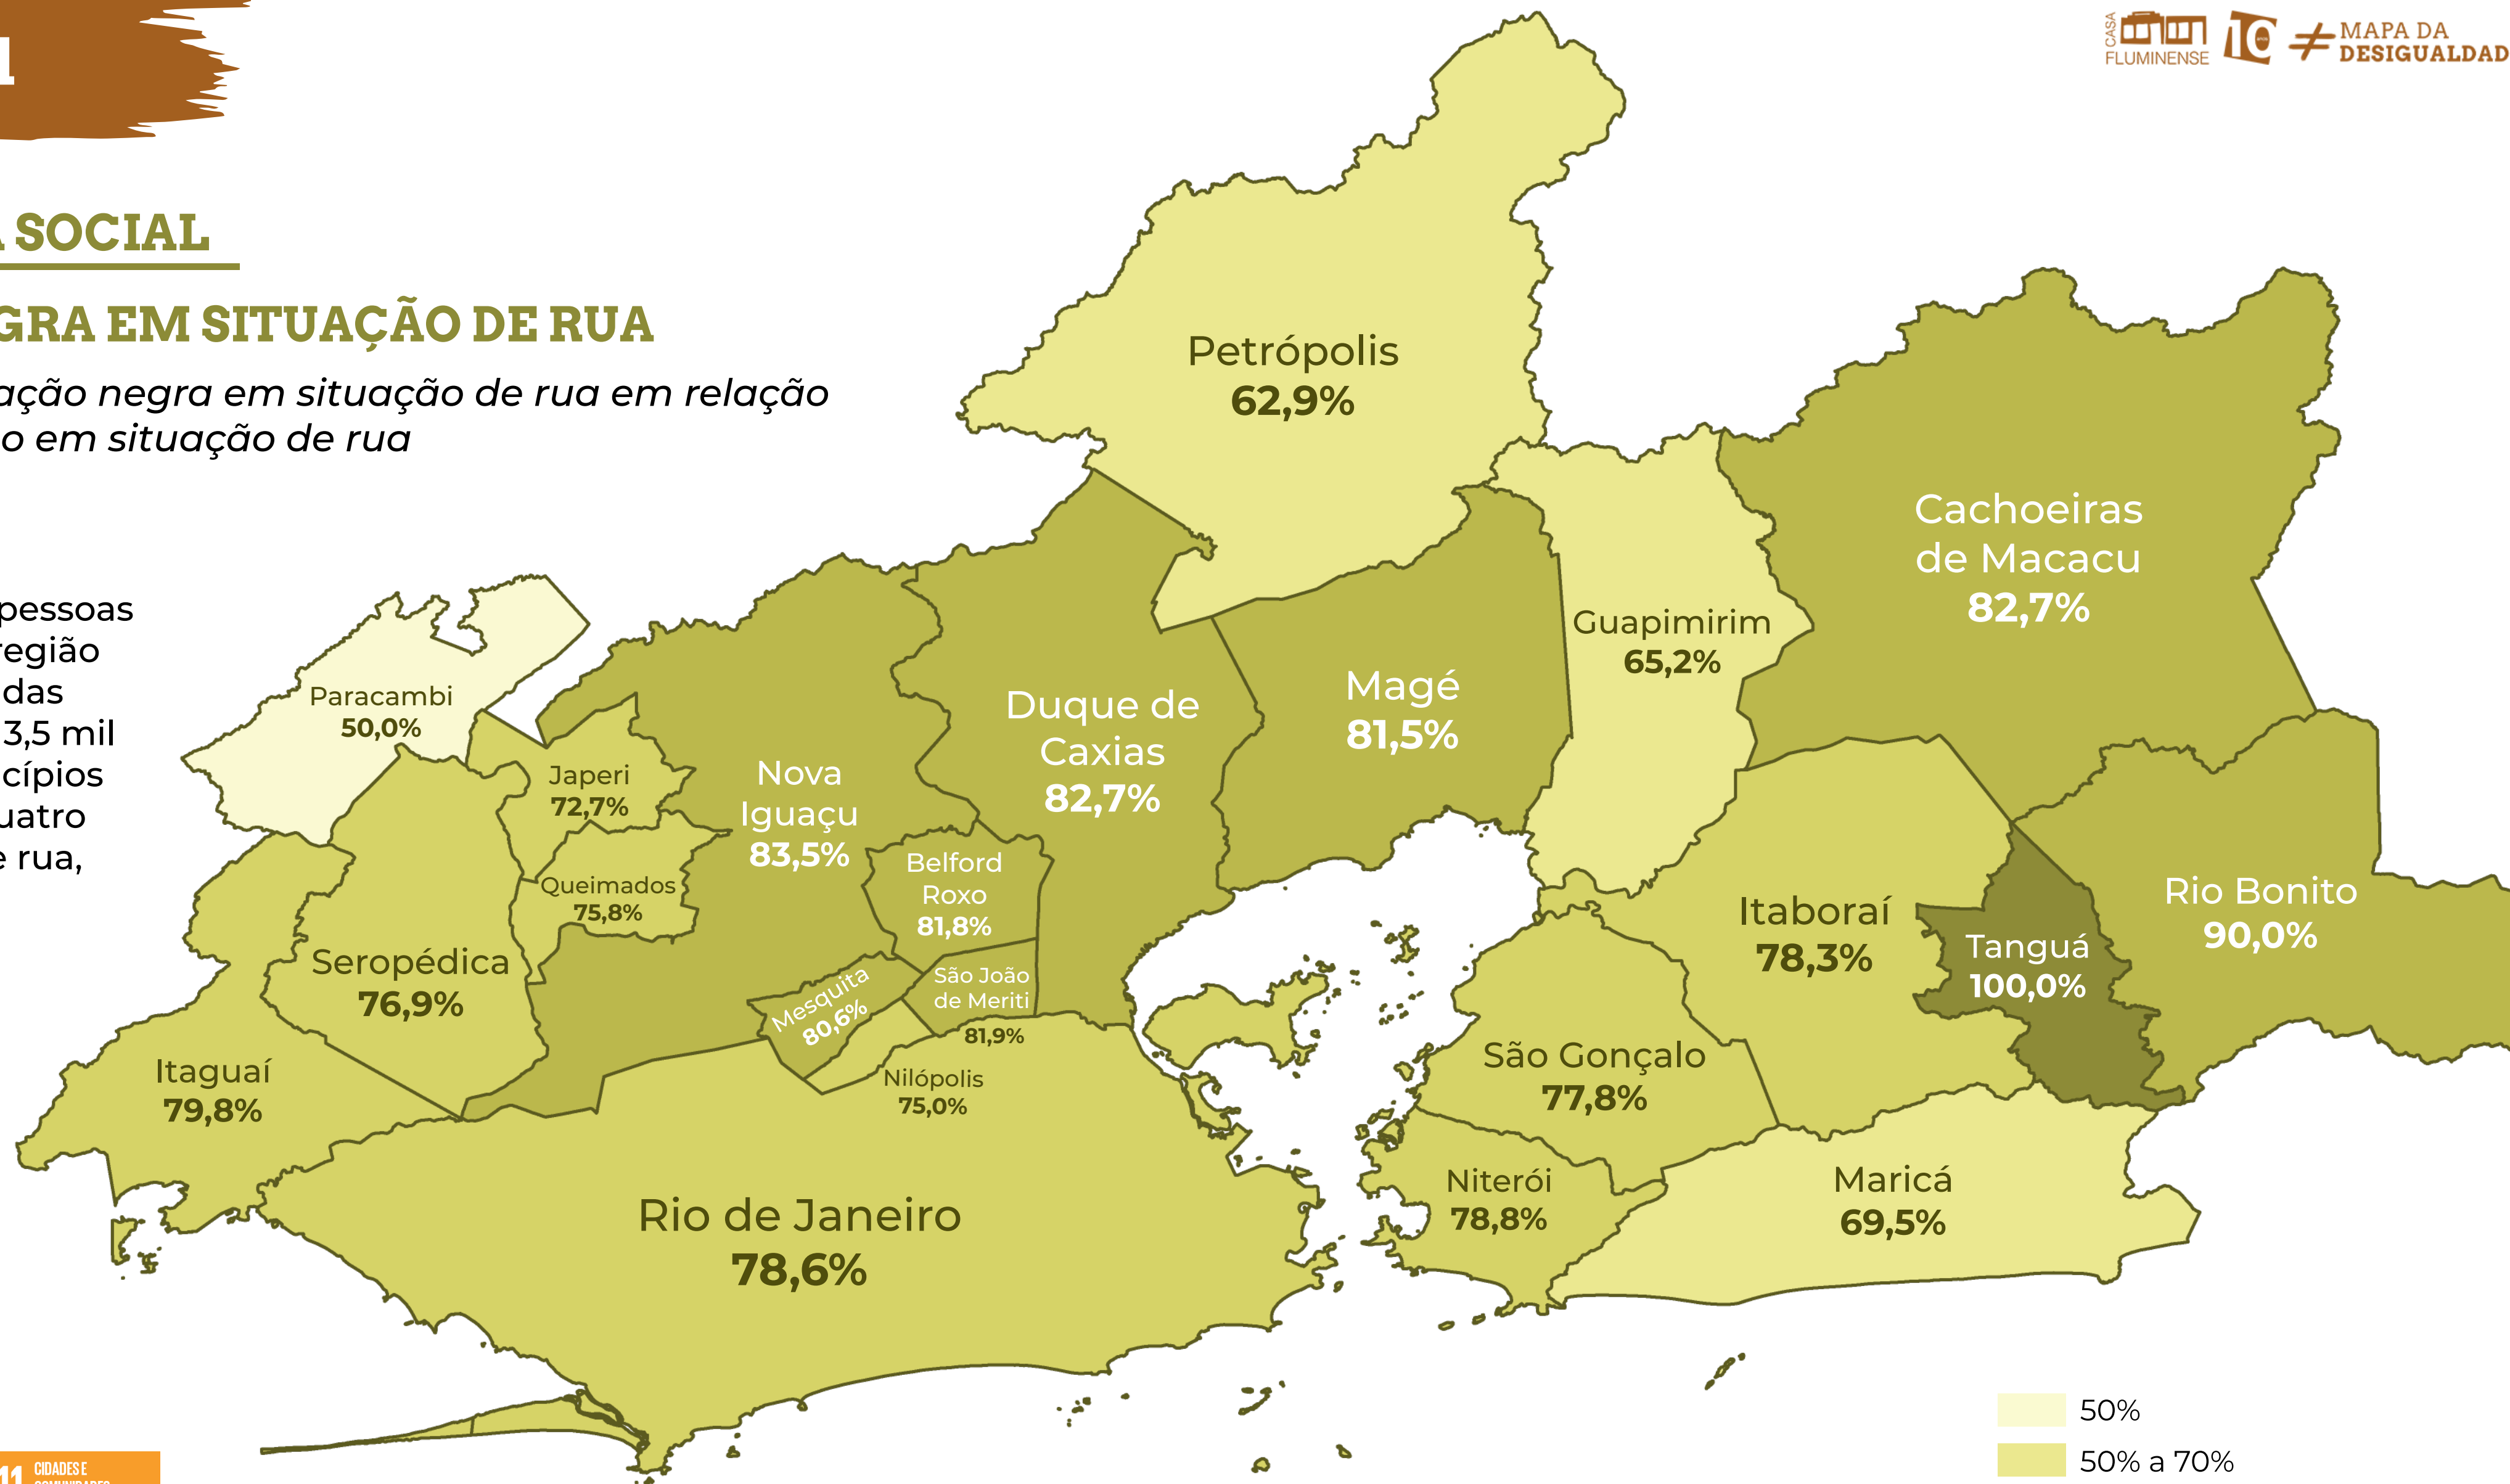 CASA
FLUMINENSE
10
ANOS
≠ MAPA DA
DESIGUALDAD
SOCIAL
GRA EM SITUAÇÃO DE RUA
ação negra em situação de rua em relação
o em situação de rua
pessoas
região
das
3,5 mil
cípios
uatro
e rua,
Petrópolis
62,9%
Cachoeiras
de Macacu
82,7%
Guapimirim
65,2%
Magé
81,5%
Duque de
Caxias
82,7%
Paracambi
50,0%
Japeri
72,7%
Nova
Iguaçu
83,5%
Queimados
75,8%
Belford
Roxo
81,8%
Seropédica
76,9%
Mesquita
80,6%
São João
de Meriti
81,9%
Nilópolis
75,0%
Itaguaí
79,8%
Rio de Janeiro
78,6%
Itaboraí
78,3%
Tanguá
100,0%
Rio Bonito
90,0%
São Gonçalo
77,8%
Niterói
78,8%
Maricá
69,5%
50%
50% a 70%
11 CIDADES E